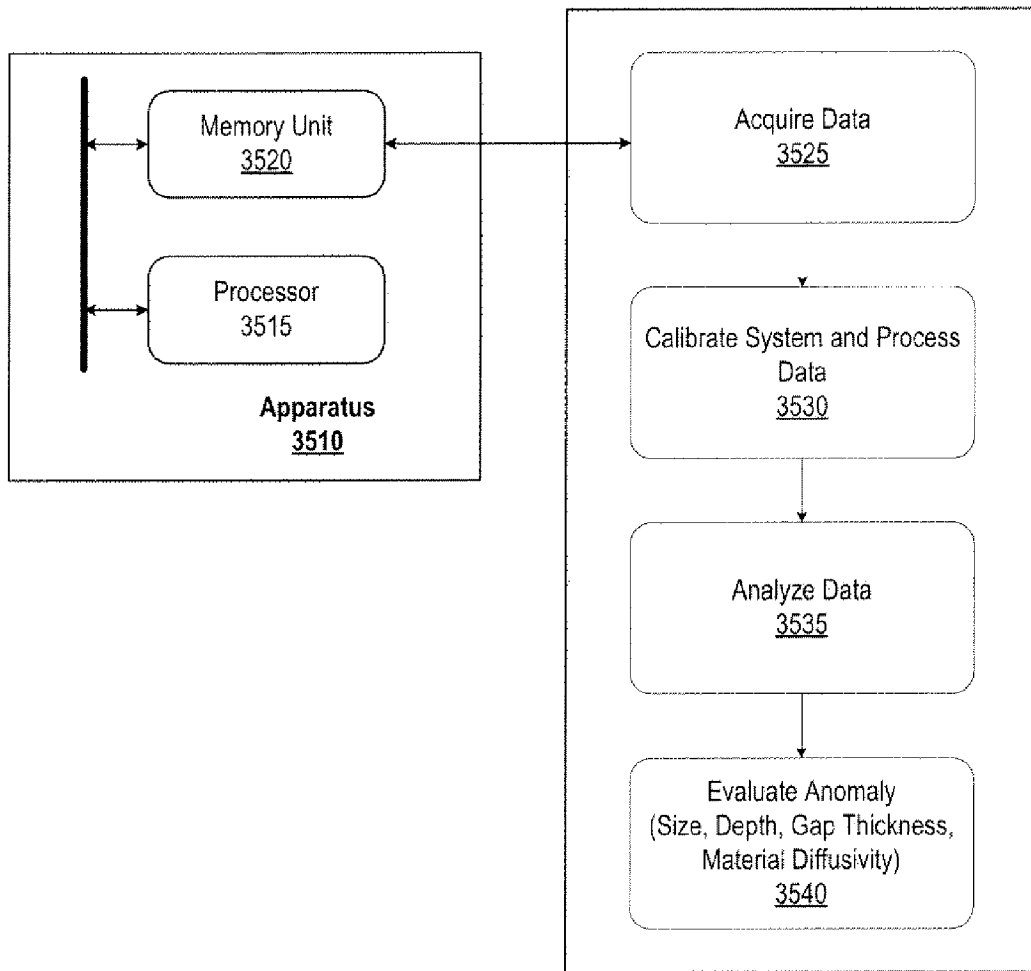 Memory Unit
3520
Processor
3515
Apparatus
3510
Acquire Data
3525
Calibrate System and Process
Data
3530
Analyze Data
3535
Evaluate Anomaly
(Size, Depth, Gap Thickness,
Material Diffusivity)
3540